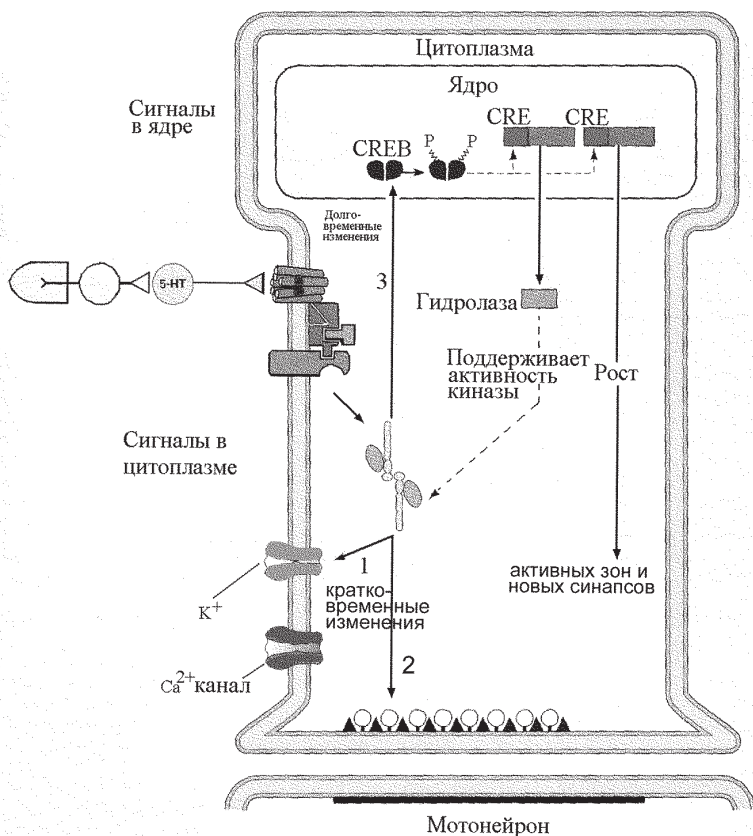 Цитоплазма
Ядро
Сигналы
в ядре
CRE
CRE
P
P
CREB
Долго-
временные
изменения
5-HT
3
Гидролаза
Поддерживает
активность
киназы
Рост
Сигналы в
цитоплазме
1
кратко-
временные
изменения
активных зон и
новых синапсов
K+
2
Ca2+канал
Мотонейрон